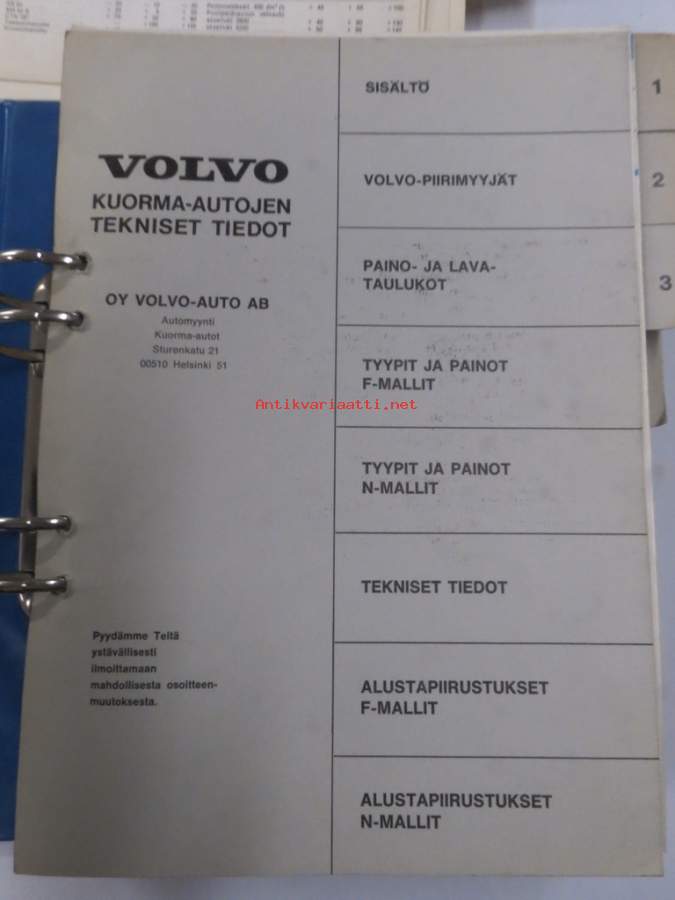 VOLVO
KUORMA-AUTOJEN
TEKNISET TIEDOT
OY VOLVO-AUTO AB
Automyynti
Kuorma-autot
Sturenkatu 21
00510 Helsinki 51
Pyydämme Teitä
ystävällisesti
ilmoittamaan
mahdollisesta osoitteen-
muutoksesta.
SISÄLTÖ
VOLVO-PIIRIMYYJÄT
PAINO- JA LAVA-
TAULUKOT
TYYPIT JA PAINOT
F-MALLIT
TYYPIT JA PAINOT
N-MALLIT
TEKNISET TIEDOT
ALUSTAPIIRUSTUKSET
F-MALLIT
ALUSTAPIIRUSTUKSET
N-MALLIT
1
2
3
Antikvariaatti.net